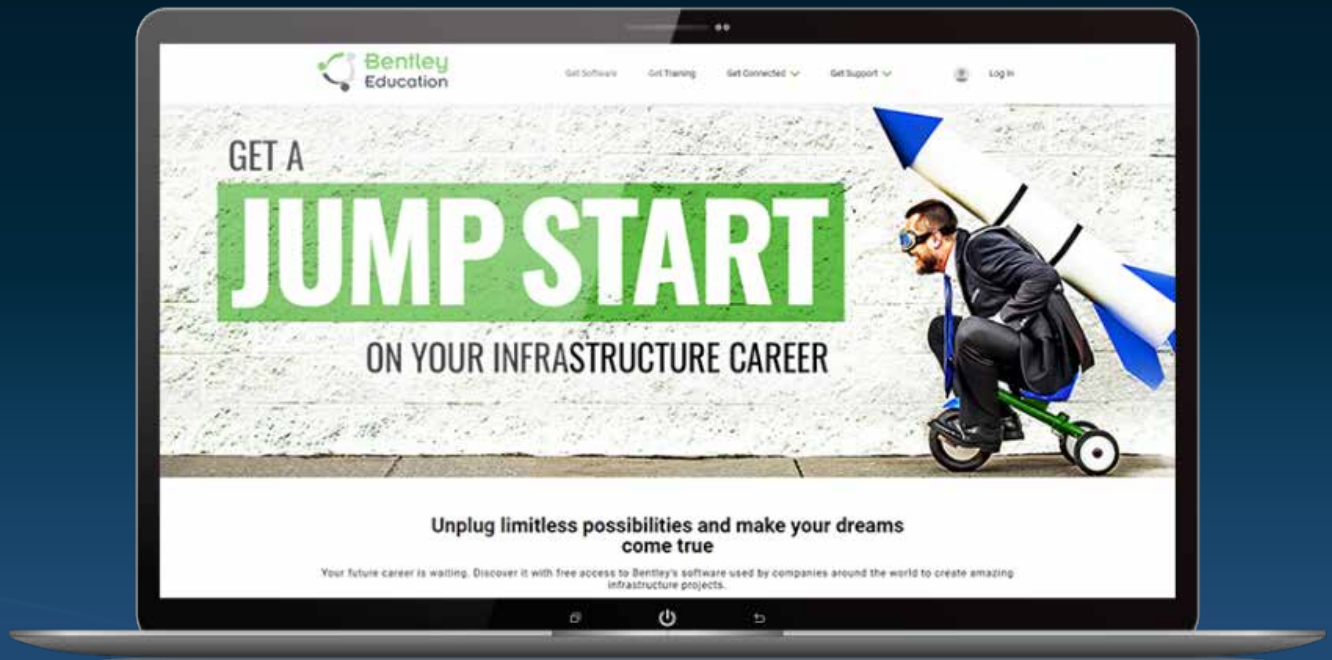 Bentley
Education
Get Software Get Training Get Connected Get Support Log In
GET A
JUMP START
ON YOUR INFRASTRUCTURE CAREER
Unplug limitless possibilities and make your dreams
come true
Your future career is waiting. Discover it with free access to Bentley's software used by companies around the world to create amazing
infrastructure projects.